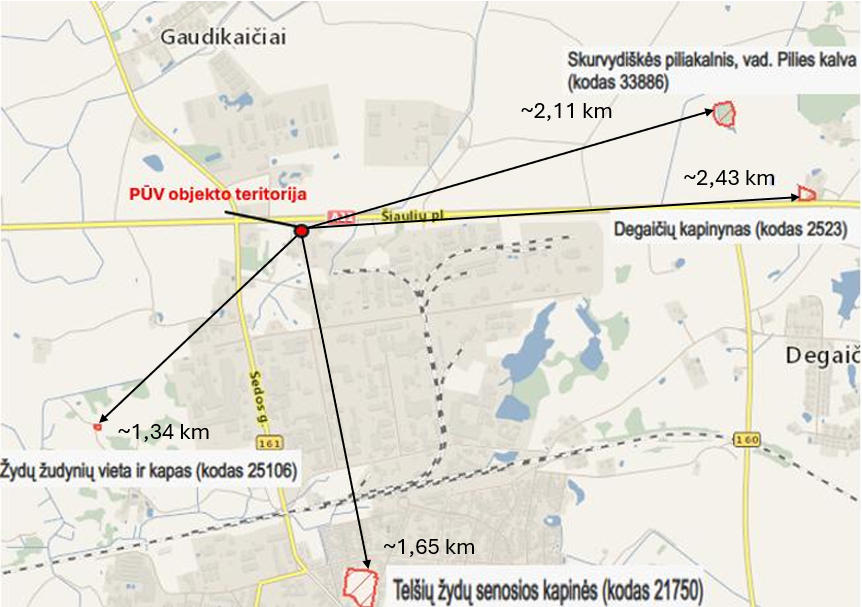 Gaudikaičiai
Skurvydiškės piliakalnis, vad. Pilies kalva
(kodas 33886)
~2,11 km
~2,43 km
PŪV objekto teritorija
Šiaulių pl
Degaičių kapinynas (kodas 2523)
Degaič
Sedos g.
~1,34 km
161
160
Žydų žudynių vieta ir kapas (kodas 25106)
~1,65 km
Telšių žydų senosios kapinės (kodas 21750)